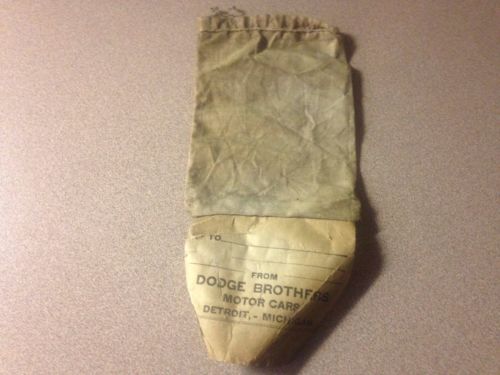 TO
FROM
DODGE BROTHERS
MOTOR CARS
DETROIT, - MICHIGAN